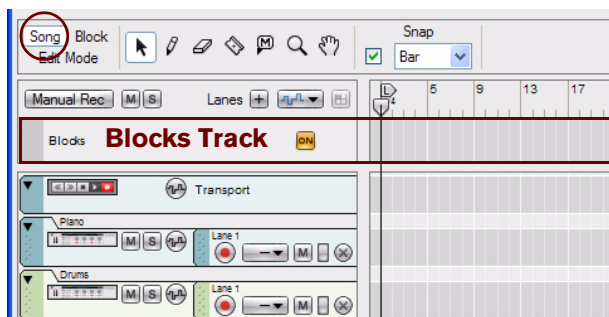 Song Block Snap
Edit Mode M Bar
Manual Rec M S Lanes + L 5 9 13 17
4
Blocks Blocks Track ON
Transport
Piano
M S Lane 1 M
Drums
M S Lane 1 M